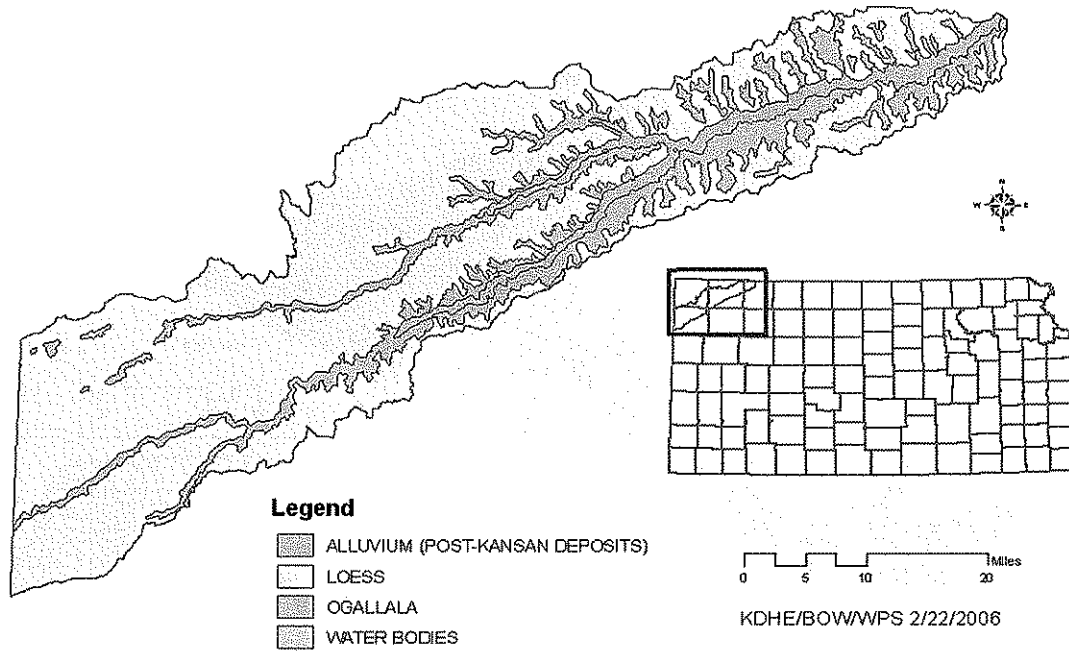 N
W E
S
Legend
ALLUVIUM (POST-KANSAN DEPOSITS)
LOESS
OGALLALA
WATER BODIES
Miles
0 5 10 20
KDHE/BOW/WPS 2/22/2006